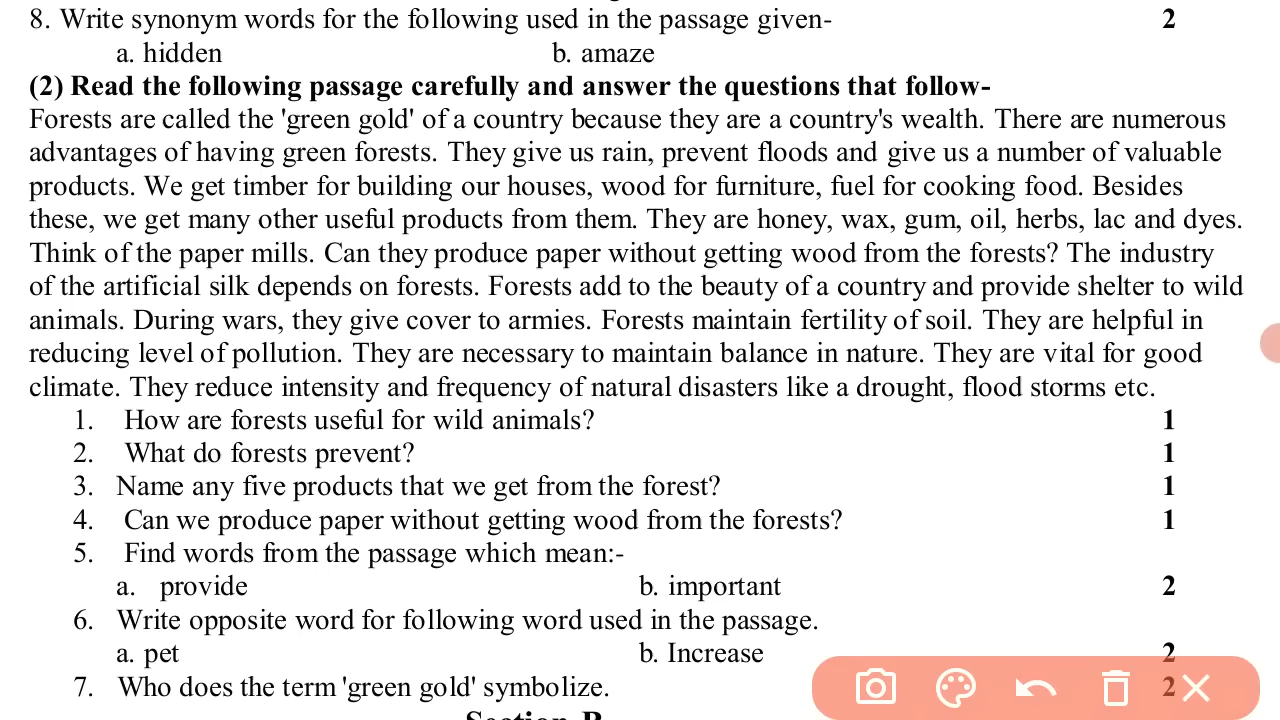 8. Write synonym words for the following used in the passage given- 2
a. hidden b. amaze
(2) Read the following passage carefully and answer the questions that follow-
Forests are called the 'green gold' of a country because they are a country's wealth. There are numerous
advantages of having green forests. They give us rain, prevent floods and give us a number of valuable
products. We get timber for building our houses, wood for furniture, fuel for cooking food. Besides
these, we get many other useful products from them. They are honey, wax, gum, oil, herbs, lac and dyes.
Think of the paper mills. Can they produce paper without getting wood from the forests? The industry
of the artificial silk depends on forests. Forests add to the beauty of a country and provide shelter to wild
animals. During wars, they give cover to armies. Forests maintain fertility of soil. They are helpful in
reducing level of pollution. They are necessary to maintain balance in nature. They are vital for good
climate. They reduce intensity and frequency of natural disasters like a drought, flood storms etc.
1. How are forests useful for wild animals? 1
2. What do forests prevent? 1
3. Name any five products that we get from the forest? 1
4. Can we produce paper without getting wood from the forests? 1
5. Find words from the passage which mean:-
a. provide b. important 2
6. Write opposite word for following word used in the passage.
a. pet b. Increase 2
7. Who does the term 'green gold' symbolize. 2